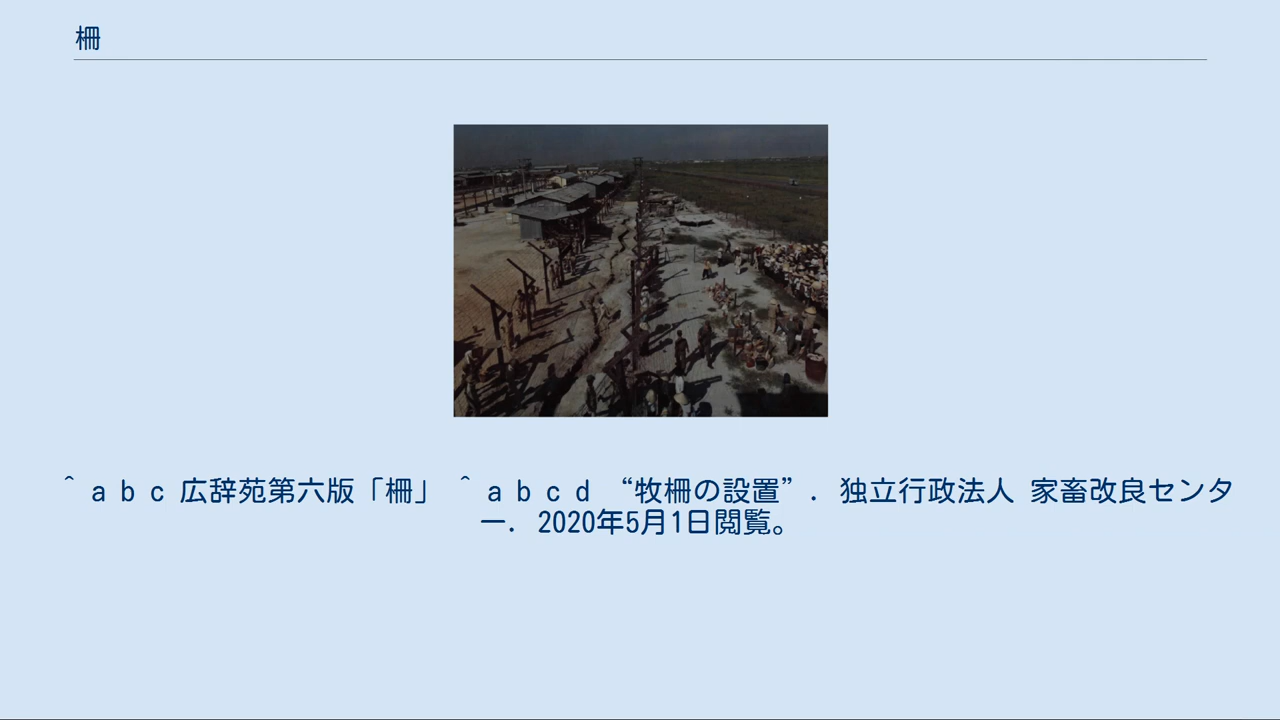 柵
^ a b c 広辞苑第六版「柵」 ^ a b c d “牧柵の設置”. 独立行政法人 家畜改良センタ
ー. 2020年5月1日閲覧。